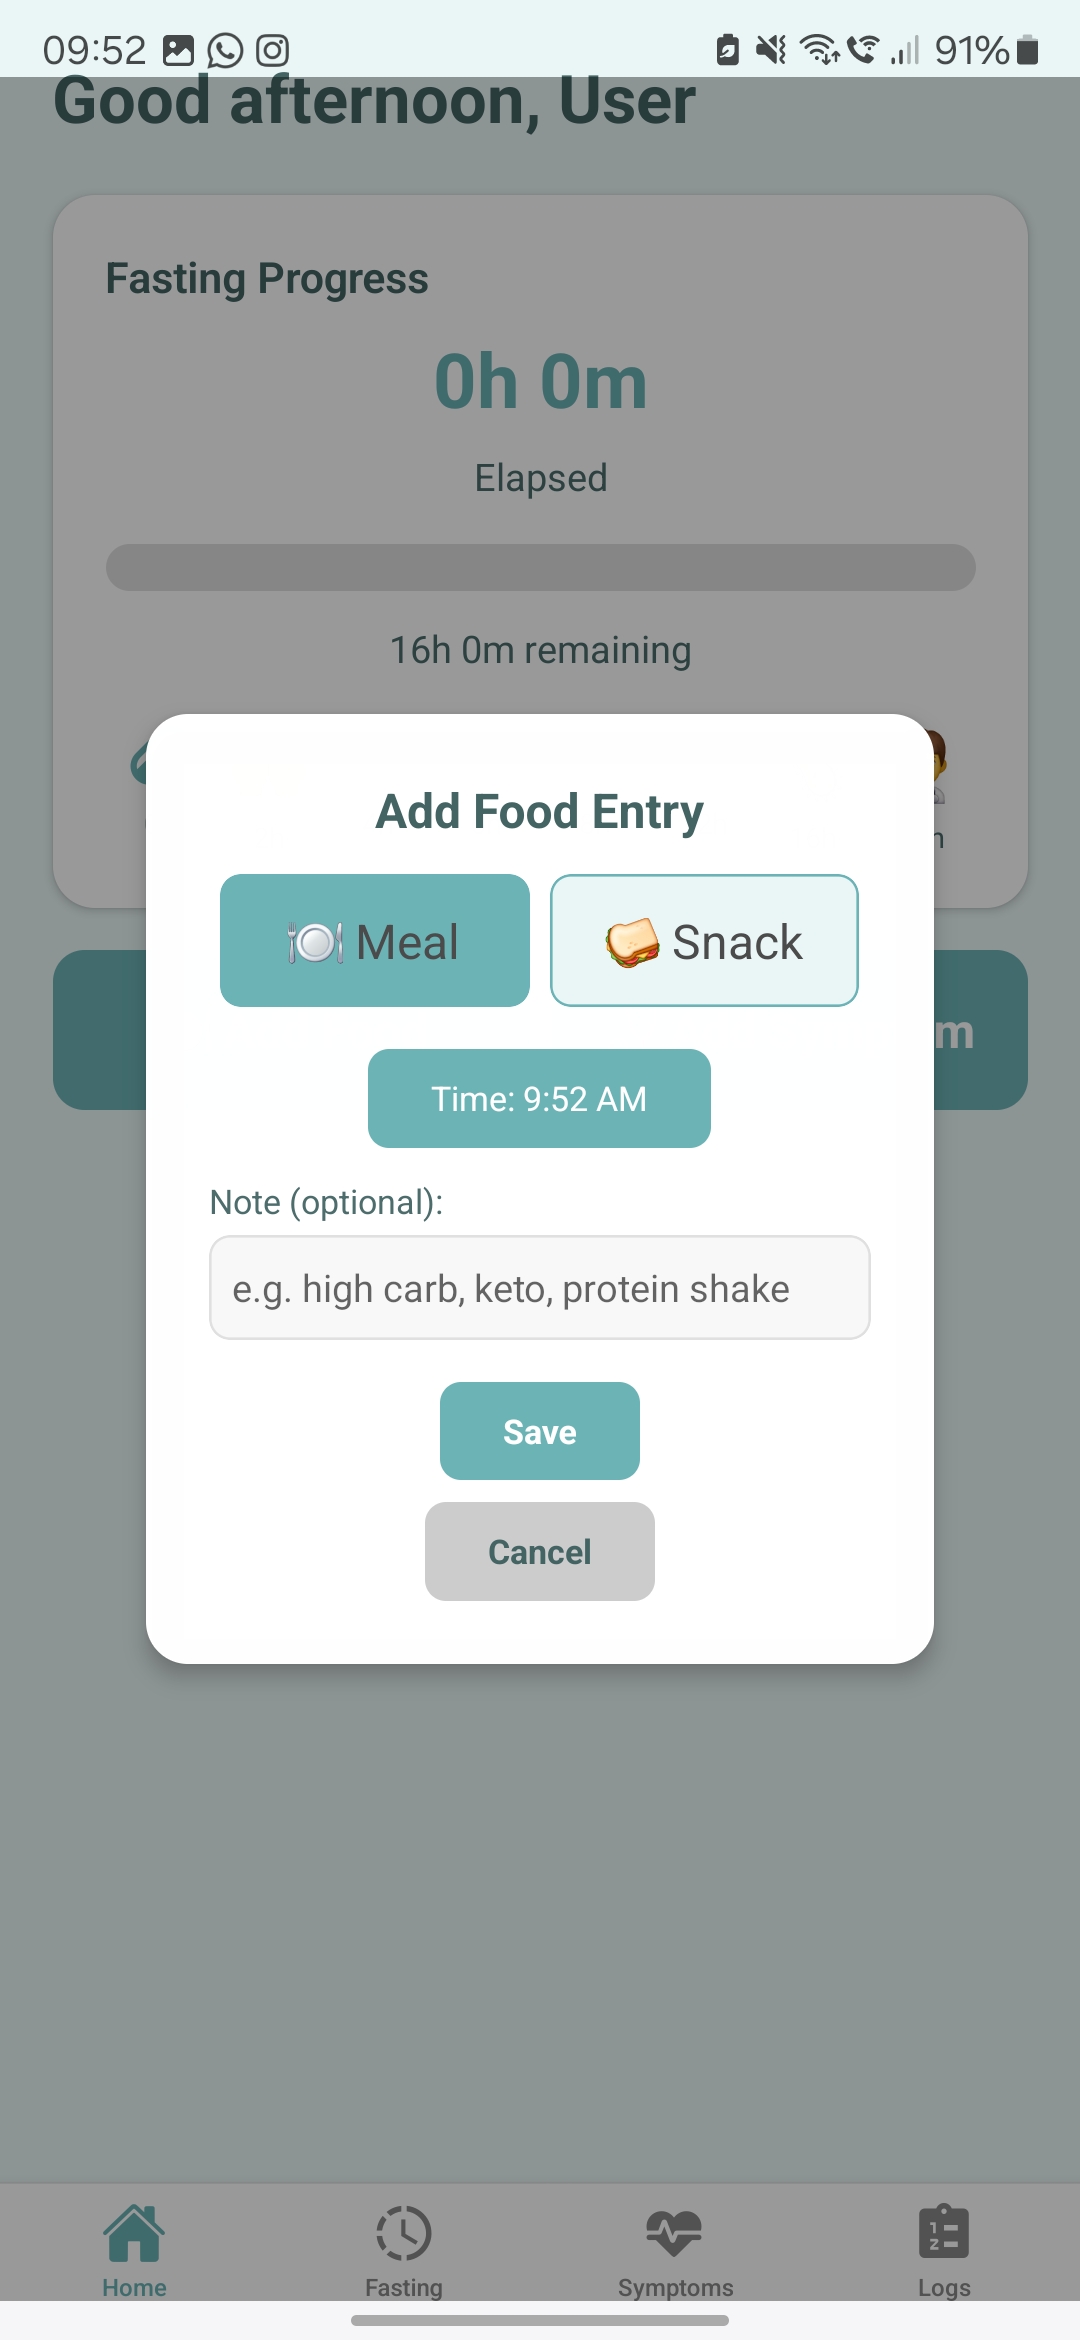 09:52
91%
Good afternoon, User
Fasting Progress
0h 0m
Elapsed
16h 0m remaining
Add Food Entry
🍽️ Meal
🥪 Snack
m
Time: 9:52 AM
Note (optional):
e.g. high carb, keto, protein shake
Save
Cancel
Home
Fasting
Symptoms
Logs